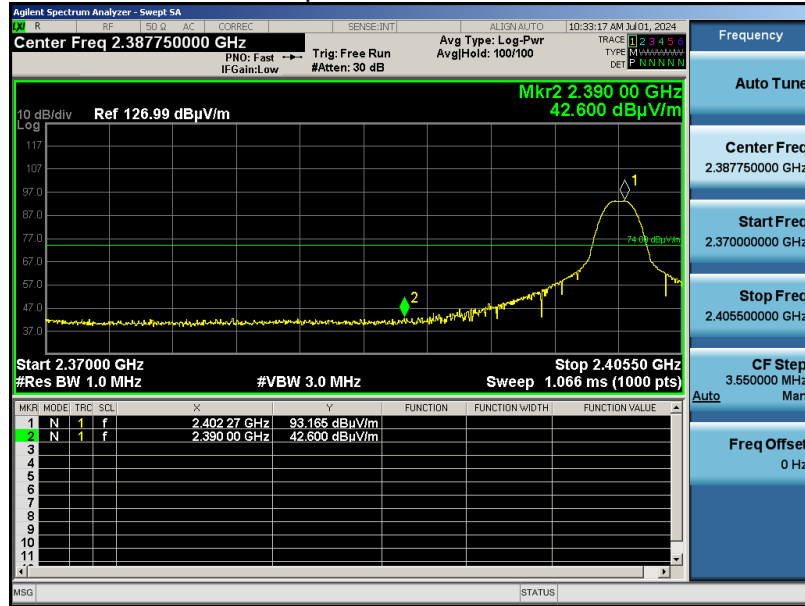 Agilent Spectrum Analyzer - Swept SA
LXI R RF 50 Ω AC CORREC SENSE:INT ALIGN AUTO 10:33:17 AM Jul 01, 2024
Center Freq 2.387750000 GHz
PNO: Fast
IFGain:Low
Trig: Free Run
#Atten: 30 dB
Avg Type: Log-Pwr
Avg|Hold: 100/100
TRACE 1 2 3 4 5 6
TYPE M
DET P N N N N N
Mkr2 2.390 00 GHz
42.600 dBµV/m
10 dB/div Ref 126.99 dBµV/m
Log
117
107
97.0
87.0
77.0
67.0
57.0
47.0
37.0
1
2
74.00 dBµV/m
Start 2.37000 GHz Stop 2.40550 GHz
#Res BW 1.0 MHz #VBW 3.0 MHz Sweep 1.066 ms (1000 pts)
MKR MODE TRC SCL X Y FUNCTION FUNCTION WIDTH FUNCTION VALUE
1 N 1 f 2.402 27 GHz 93.165 dBµV/m
2 N 1 f 2.390 00 GHz 42.600 dBµV/m
3
4
5
6
7
8
9
10
11
MSG STATUS
Frequency
Auto Tune
Center Freq
2.387750000 GHz
Start Freq
2.370000000 GHz
Stop Freq
2.405500000 GHz
CF Step
3.550000 MHz
Auto Man
Freq Offset
0 Hz